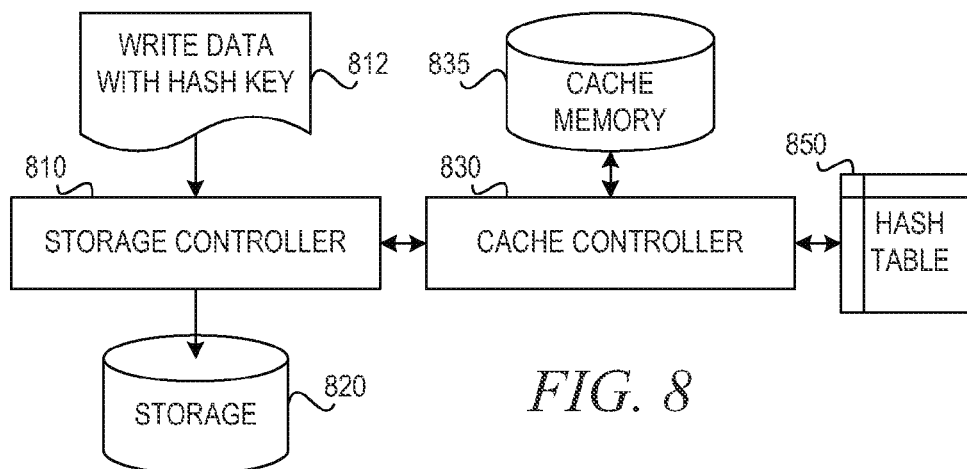 WRITE DATA
WITH HASH KEY
812
835
CACHE
MEMORY
810
830
850
STORAGE CONTROLLER
CACHE CONTROLLER
HASH
TABLE
STORAGE
820
FIG. 8